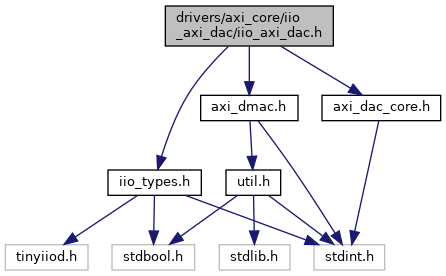 drivers/axi_core/iio
_axi_dac/iio_axi_dac.h
axi_dmac.h
axi_dac_core.h
iio_types.h
util.h
tinyiiod.h
stdbool.h
stdlib.h
stdint.h